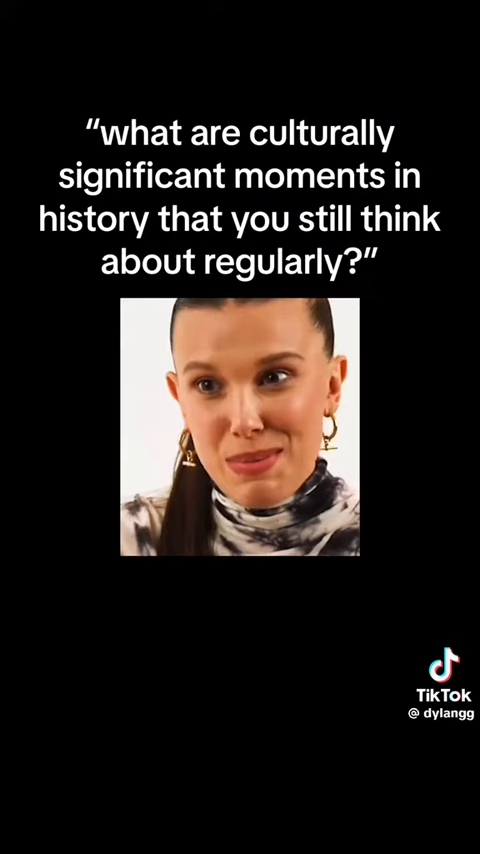 “what are culturally
significant moments in
history that you still think
about regularly?”
TikTok
@ dylangg